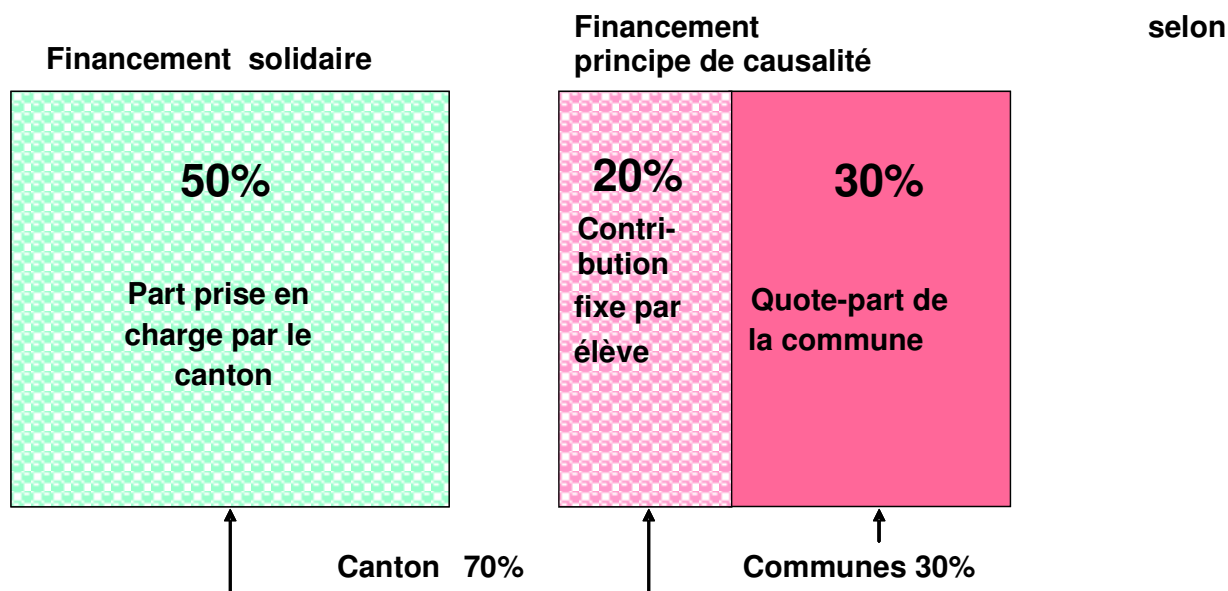 Financement solidaire
Financement selon
principe de causalité
50%
Part prise en
charge par le
canton
20%
Contri-
bution
fixe par
élève
30%
Quote-part de
la commune
Canton 70%
Communes 30%